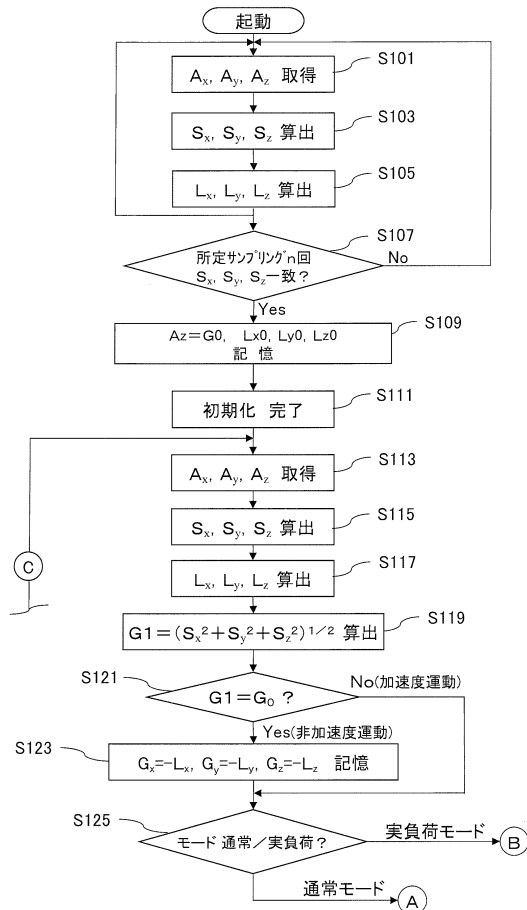 起動
S101
Ax, Ay, Az 取得
S103
Sx, Sy, Sz 算出
S105
Lx, Ly, Lz 算出
S107
所定サンプリングn回
Sx, Sy, Sz一致?
No
Yes
S109
Az=G0, Lx0, Ly0, Lz0
記 憶
S111
初期化 完了
S113
Ax, Ay, Az 取得
S115
Sx, Sy, Sz 算出
C
S117
Lx, Ly, Lz 算出
S119
G1=(Sx²+Sy²+Sz²)¹/² 算出
S121
G1=G₀ ?
No(加速度運動)
Yes(非加速度運動)
S123
Gx=-Lx, Gy=-Ly, Gz=-Lz 記憶
S125
モード 通常/実負荷?
実負荷モード
B
通常モード
A